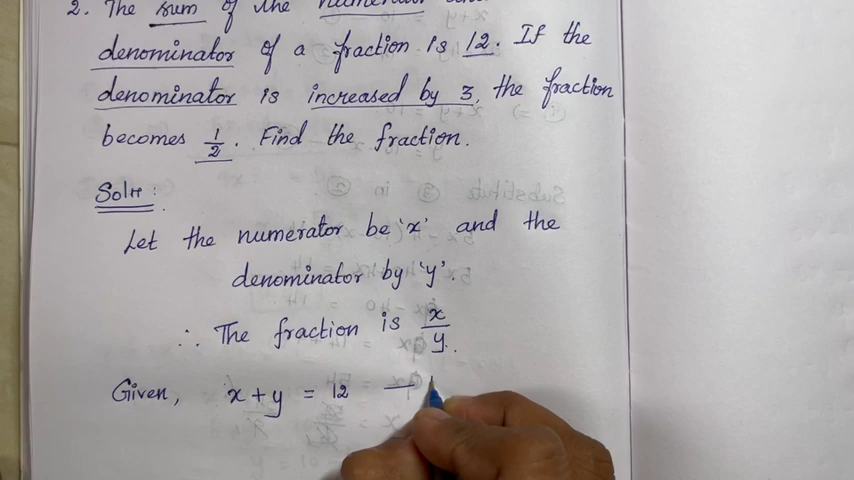 2. The sum of the numerator and
denominator of a fraction is 12. If the
denominator is increased by 3, the fraction
becomes 1/2. Find the fraction.
Soln:
Let the numerator be 'x' and the
denominator by 'y'.
∴ The fraction is x/y.
Given, x + y = 12 —